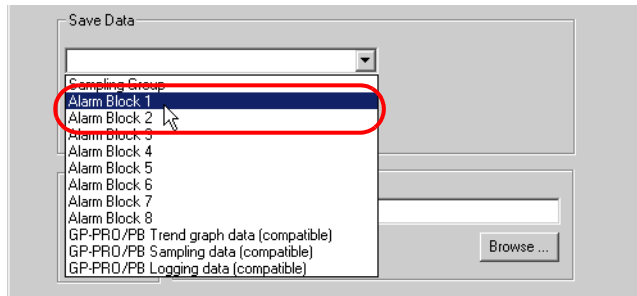 Save Data
Sampling Group
Alarm Block 1
Alarm Block 2
Alarm Block 3
Alarm Block 4
Alarm Block 5
Alarm Block 6
Alarm Block 7
Alarm Block 8
GP-PRO/PB Trend graph data (compatible)
GP-PRO/PB Sampling data (compatible)
GP-PRO/PB Logging data (compatible)
Browse ...